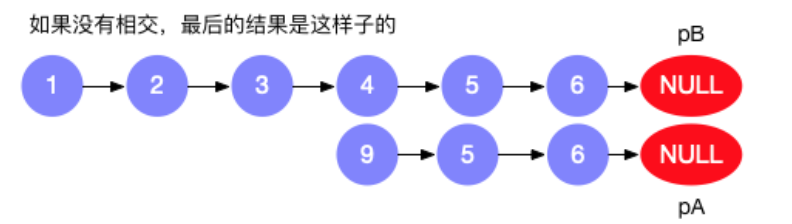 如果没有相交，最后的结果是这样子的
pB
1 2 3 4 5 6 NULL
9 5 6 NULL
pA